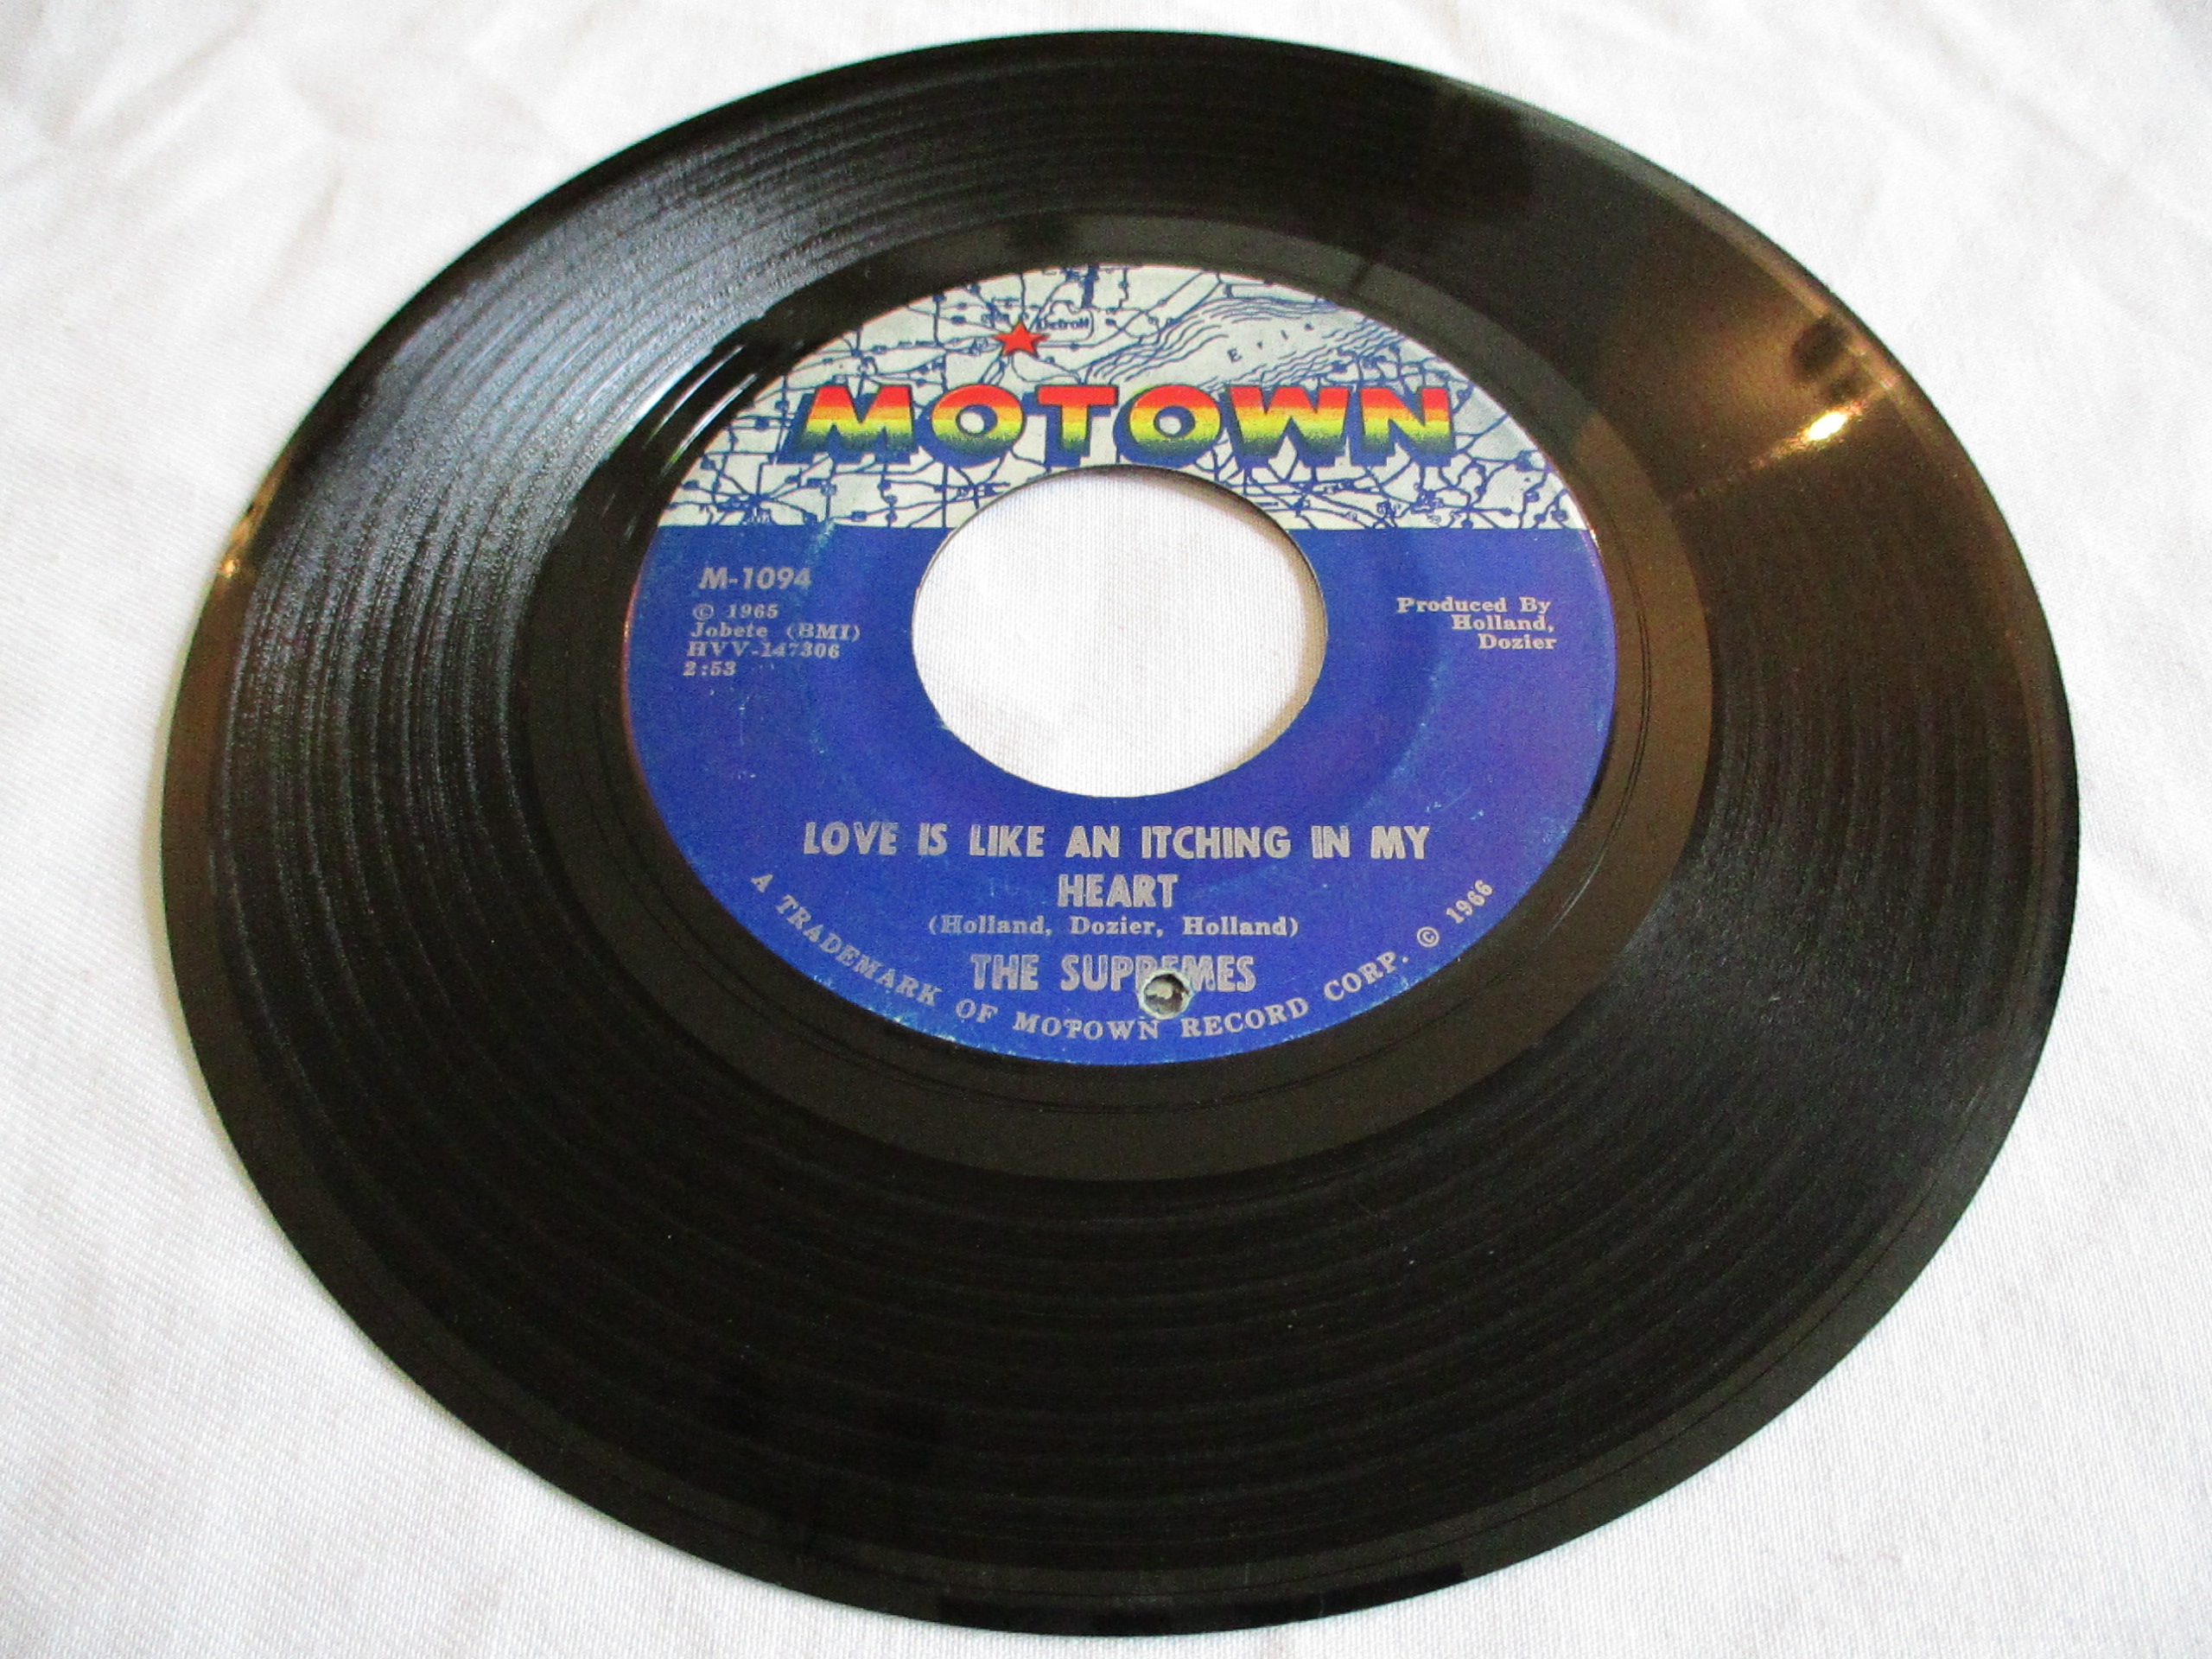 Detroit
Erie
MOTOWN
M-1094
© 1965
Jobete (BMI)
HVV-147306
2:53
Produced By
Holland,
Dozier
LOVE IS LIKE AN ITCHING IN MY
HEART
(Holland, Dozier, Holland)
THE SUPREMES
A TRADEMARK OF MOTOWN RECORD CORP. © 1966